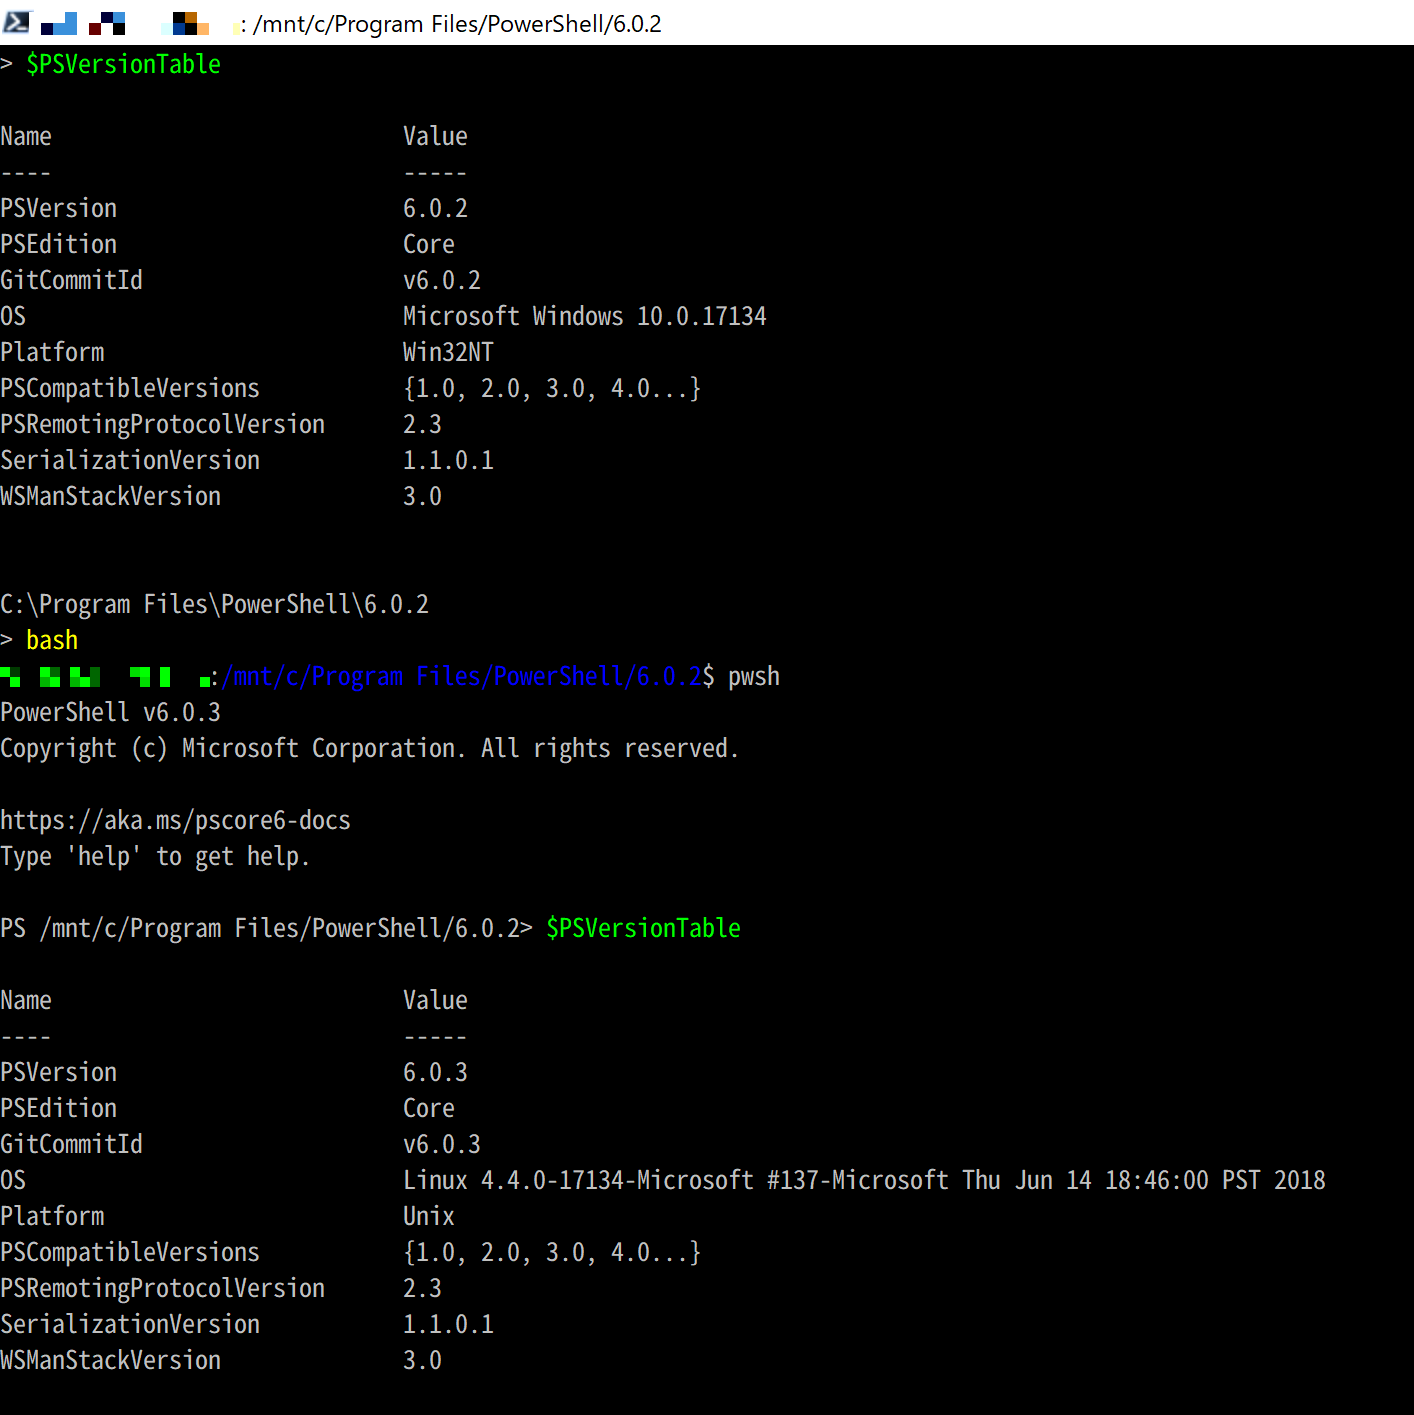 : /mnt/c/Program Files/PowerShell/6.0.2
> $PSVersionTable
Name Value
---- -----
PSVersion 6.0.2
PSEdition Core
GitCommitId v6.0.2
OS Microsoft Windows 10.0.17134
Platform Win32NT
PSCompatibleVersions {1.0, 2.0, 3.0, 4.0...}
PSRemotingProtocolVersion 2.3
SerializationVersion 1.1.0.1
WSManStackVersion 3.0
C:\Program Files\PowerShell\6.0.2
> bash
:/mnt/c/Program Files/PowerShell/6.0.2$ pwsh
PowerShell v6.0.3
Copyright (c) Microsoft Corporation. All rights reserved.
https://aka.ms/pscore6-docs
Type 'help' to get help.
PS /mnt/c/Program Files/PowerShell/6.0.2> $PSVersionTable
Name Value
---- -----
PSVersion 6.0.3
PSEdition Core
GitCommitId v6.0.3
OS Linux 4.4.0-17134-Microsoft #137-Microsoft Thu Jun 14 18:46:00 PST 2018
Platform Unix
PSCompatibleVersions {1.0, 2.0, 3.0, 4.0...}
PSRemotingProtocolVersion 2.3
SerializationVersion 1.1.0.1
WSManStackVersion 3.0